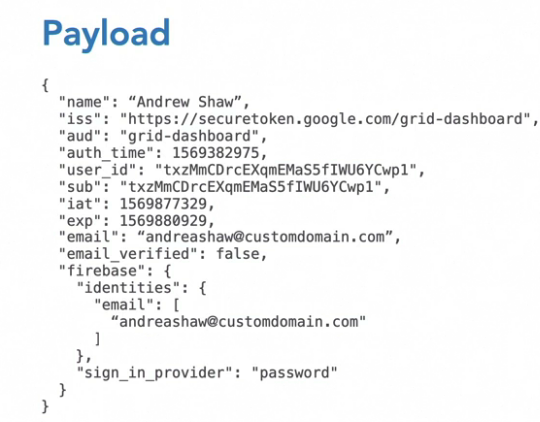 Payload
{
"name": “Andrew Shaw”,
"iss": "https://securetoken.google.com/grid-dashboard",
"aud": "grid-dashboard",
"auth_time": 1569382975,
"user_id": "txzMmCDrcEXqmEMaS5fIWU6YCwp1",
"sub": "txzMmCDrcEXqmEMaS5fIWU6YCwp1",
"iat": 1569877329,
"exp": 1569880929,
"email": “andreashaw@customdomain.com”,
"email_verified": false,
"firebase": {
"identities": {
"email": [
“andreashaw@customdomain.com"
]
},
"sign_in_provider": "password"
}
}